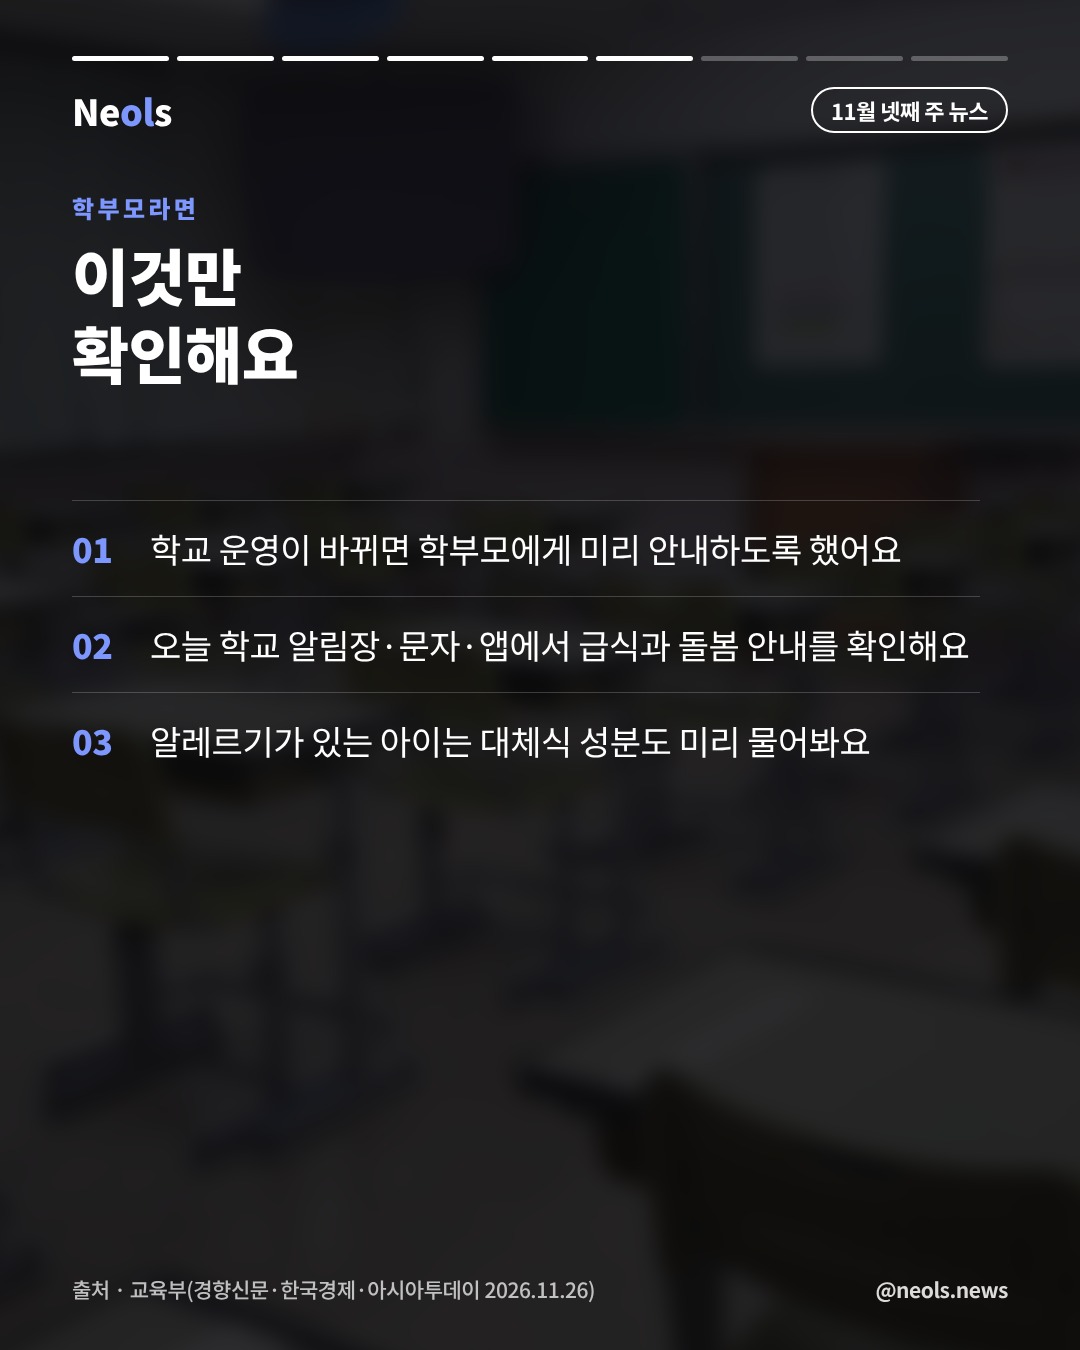 Neols
11월 넷째 주 뉴스
학부모라면
이것만
확인해요
01 학교 운영이 바뀌면 학부모에게 미리 안내하도록 했어요
02 오늘 학교 알림장·문자·앱에서 급식과 돌봄 안내를 확인해요
03 알레르기가 있는 아이는 대체식 성분도 미리 물어봐요
출처 · 교육부(경향신문·한국경제·아시아투데이 2026.11.26)
@neols.news